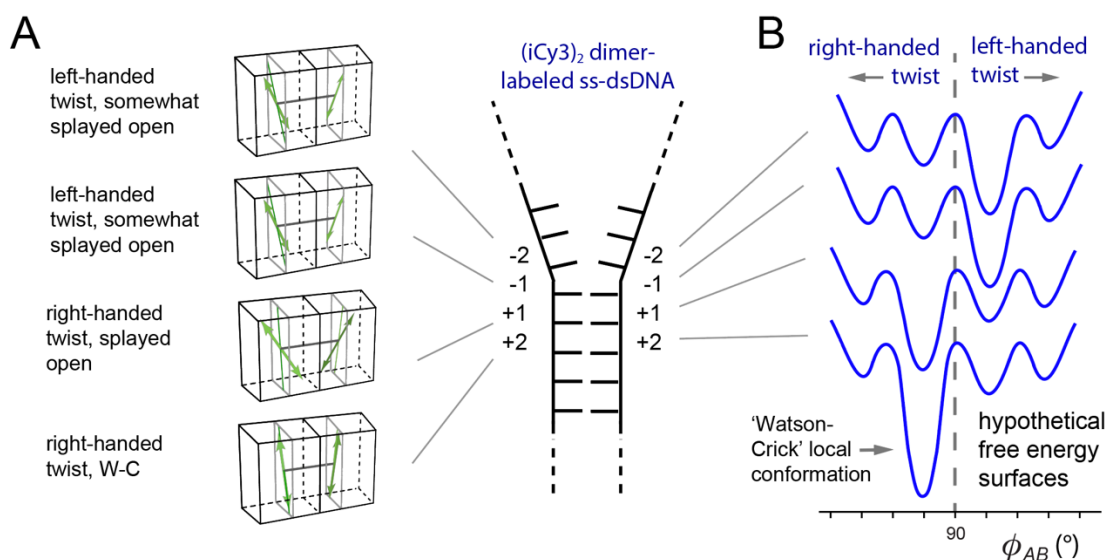 A
left-handed
twist, somewhat
splayed open
left-handed
twist, somewhat
splayed open
right-handed
twist, splayed
open
right-handed
twist, W-C
(iCy3)₂ dimer-
labeled ss-dsDNA
-2
-1
+1
+2
-2
-1
+1
+2
B
right-handed
twist
left-handed
twist
‘Watson-
Crick’ local
conformation
hypothetical
free energy
surfaces
90
ϕ_AB (°)